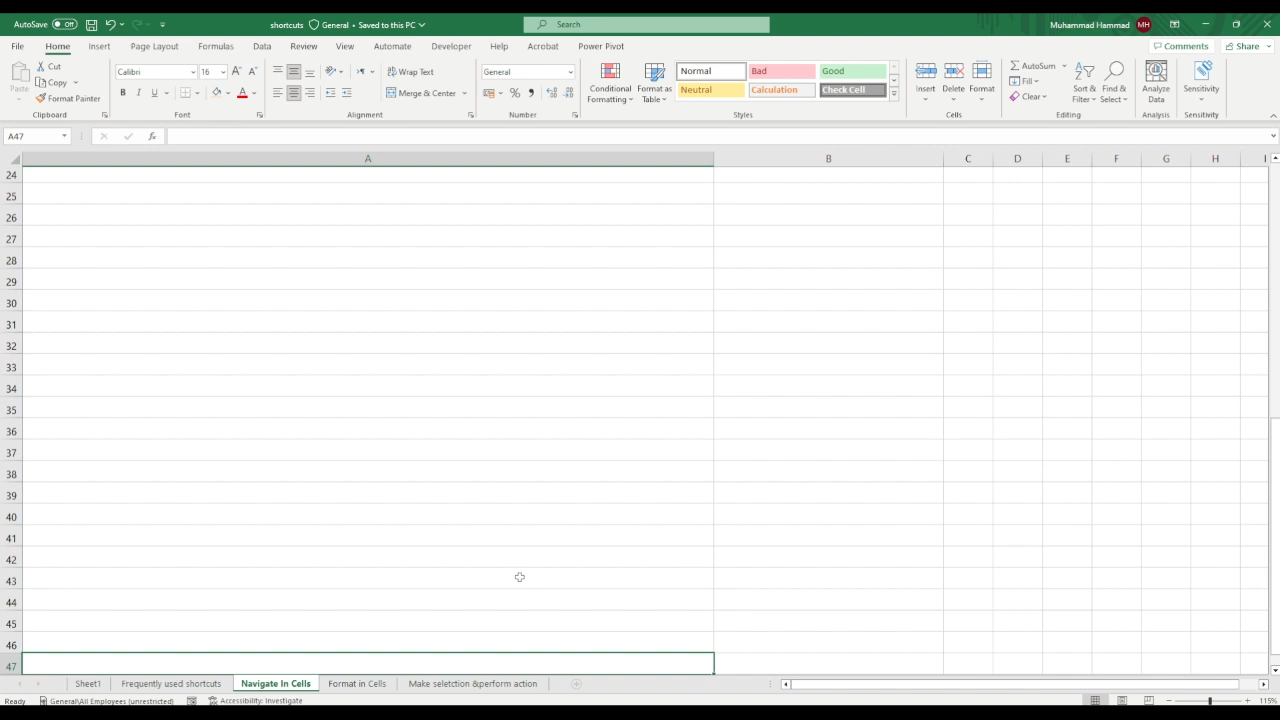 AutoSave Off shortcuts General • Saved to this PC Search Muhammad Hammad MH
File Home Insert Page Layout Formulas Data Review View Automate Developer Help Acrobat Power Pivot Comments Share
Paste Cut Copy Format Painter Clipboard
Calibri 16 A A B I U A Font
Wrap Text Merge & Center Alignment
General % Number
Conditional Formatting Format as Table Normal Bad Good Neutral Calculation Check Cell Styles
Insert Delete Format Cells
AutoSum Fill Clear Sort & Filter Find & Select Editing
Analyze Data Analysis
Sensitivity Sensitivity
A47 fx
A B C D E F G H I
24
25
26
27
28
29
30
31
32
33
34
35
36
37
38
39
40
41
42
43
44
45
46
47
Sheet1 Frequently used shortcuts Navigate In Cells Format in Cells Make seletction &perform action
Ready General\All Employees (unrestricted) Accessibility: Investigate 115%